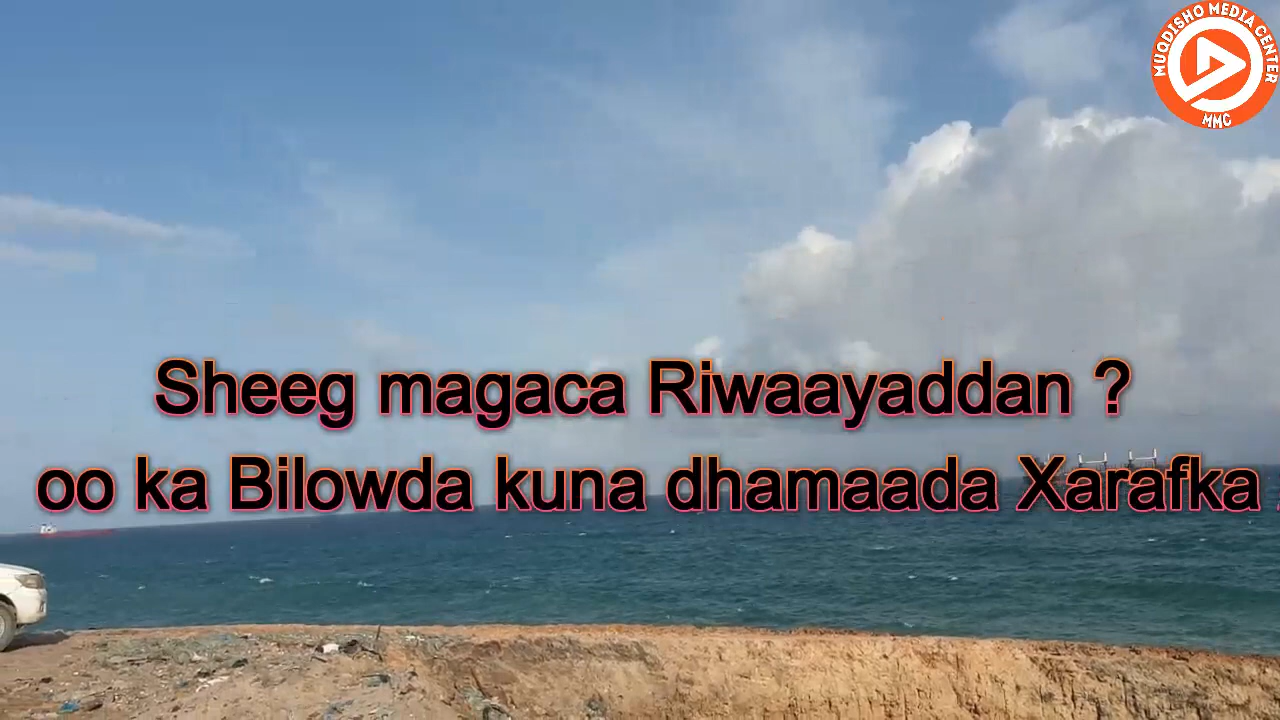 MUQDISHO MEDIA CENTER
MMC
Sheeg magaca Riwaayaddan ?
oo ka Bilowda kuna dhamaada Xarafka